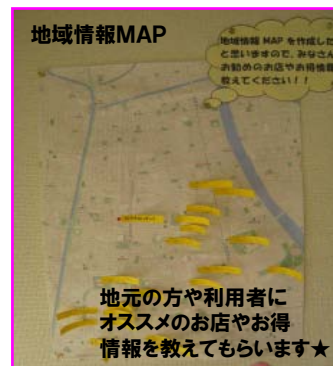 地域情報MAP
地域情報 MAP を作成した
と思いますので、みなさん
お勧めのお店やお得情報
教えてください！！
地元の方や利用者に
オススメのお店やお得
情報を教えてもらいます★